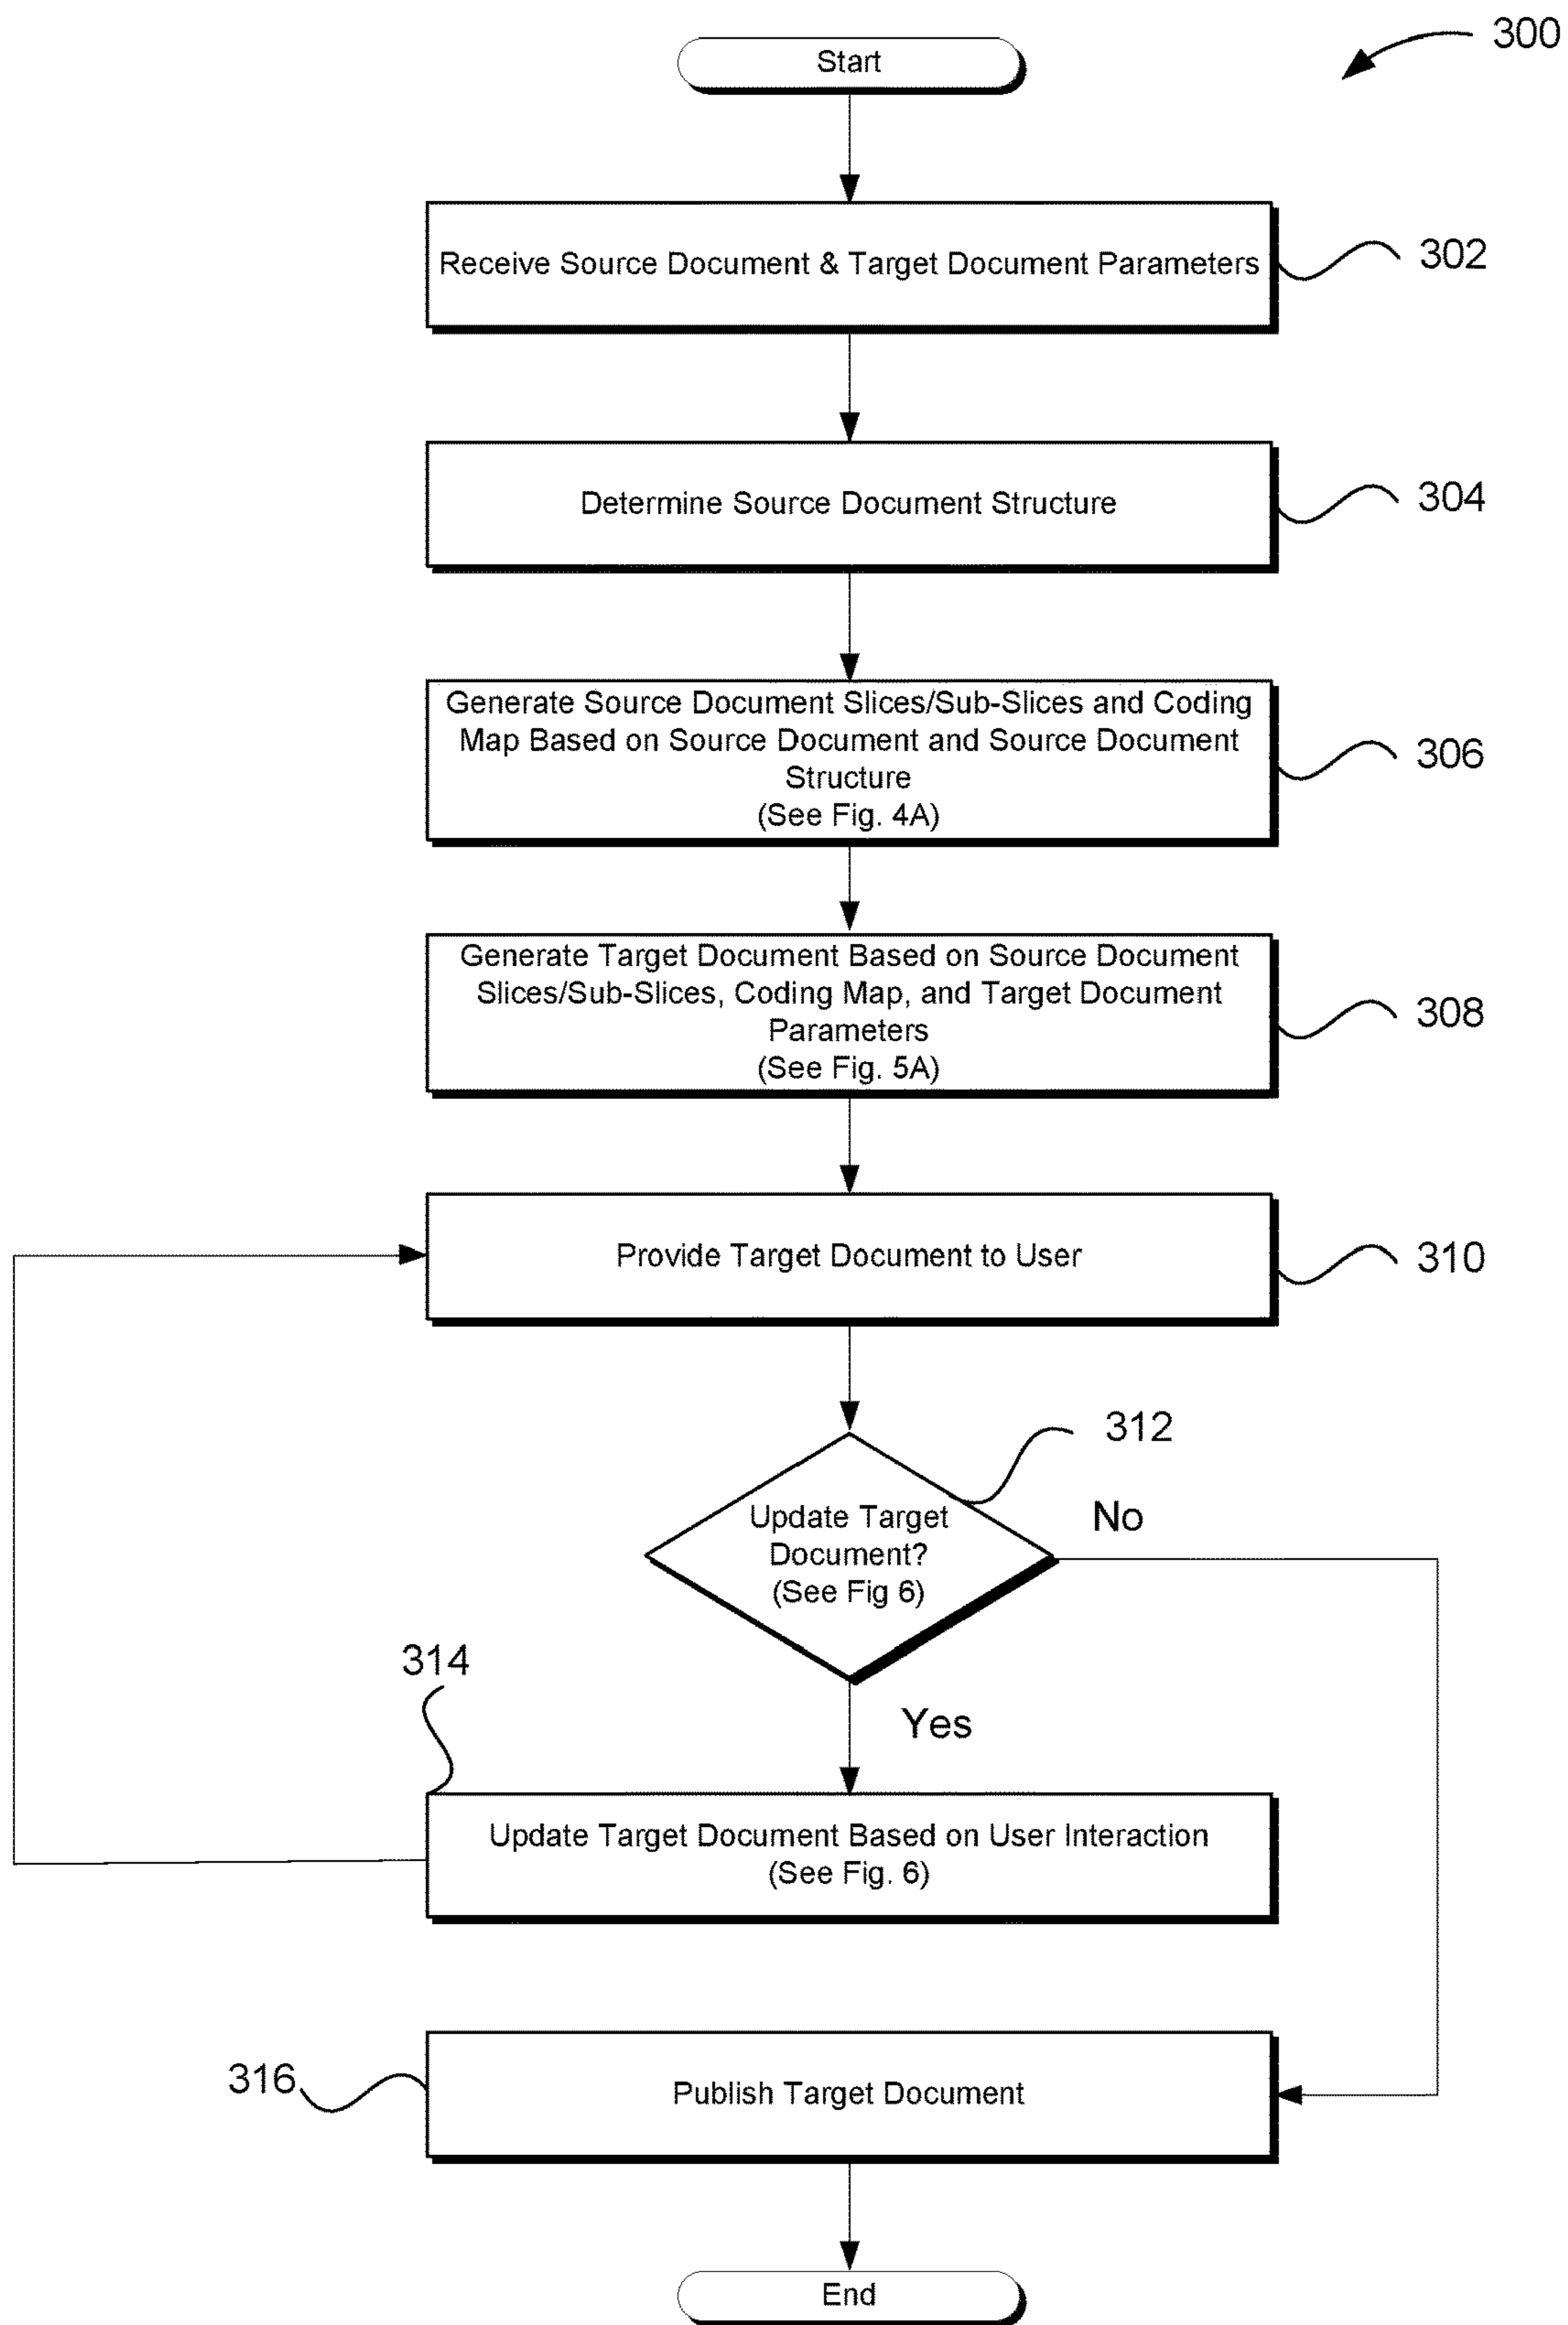 300
Start
Receive Source Document & Target Document Parameters
302
Determine Source Document Structure
304
Generate Source Document Slices/Sub-Slices and Coding
Map Based on Source Document and Source Document
Structure
(See Fig. 4A)
306
Generate Target Document Based on Source Document
Slices/Sub-Slices, Coding Map, and Target Document
Parameters
(See Fig. 5A)
308
Provide Target Document to User
310
312
Update Target
Document?
(See Fig 6)
No
Yes
314
Update Target Document Based on User Interaction
(See Fig. 6)
316
Publish Target Document
End